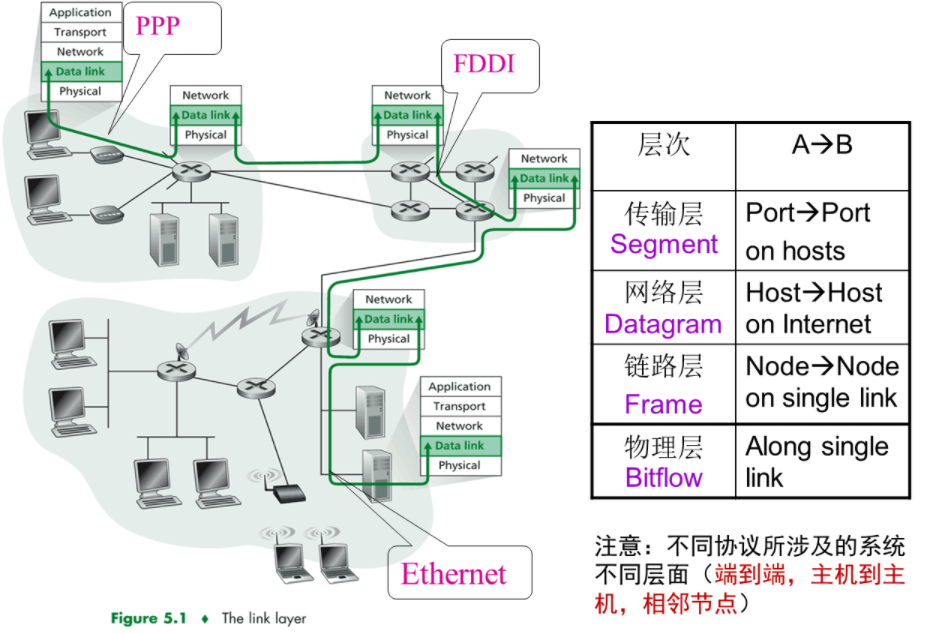 Application
Transport
Network
Data link
Physical
PPP
Network
Data link
Physical
Network
Data link
Physical
FDDI
Network
Data link
Physical
Network
Data link
Physical
Application
Transport
Network
Data link
Physical
Ethernet
Figure 5.1 ♦ The link layer
层次
A→B
传输层
Segment
Port→Port
on hosts
网络层
Datagram
Host→Host
on Internet
链路层
Frame
Node→Node
on single link
物理层
Bitflow
Along single
link
注意：不同协议所涉及的系统
不同层面（端到端，主机到主
机，相邻节点）